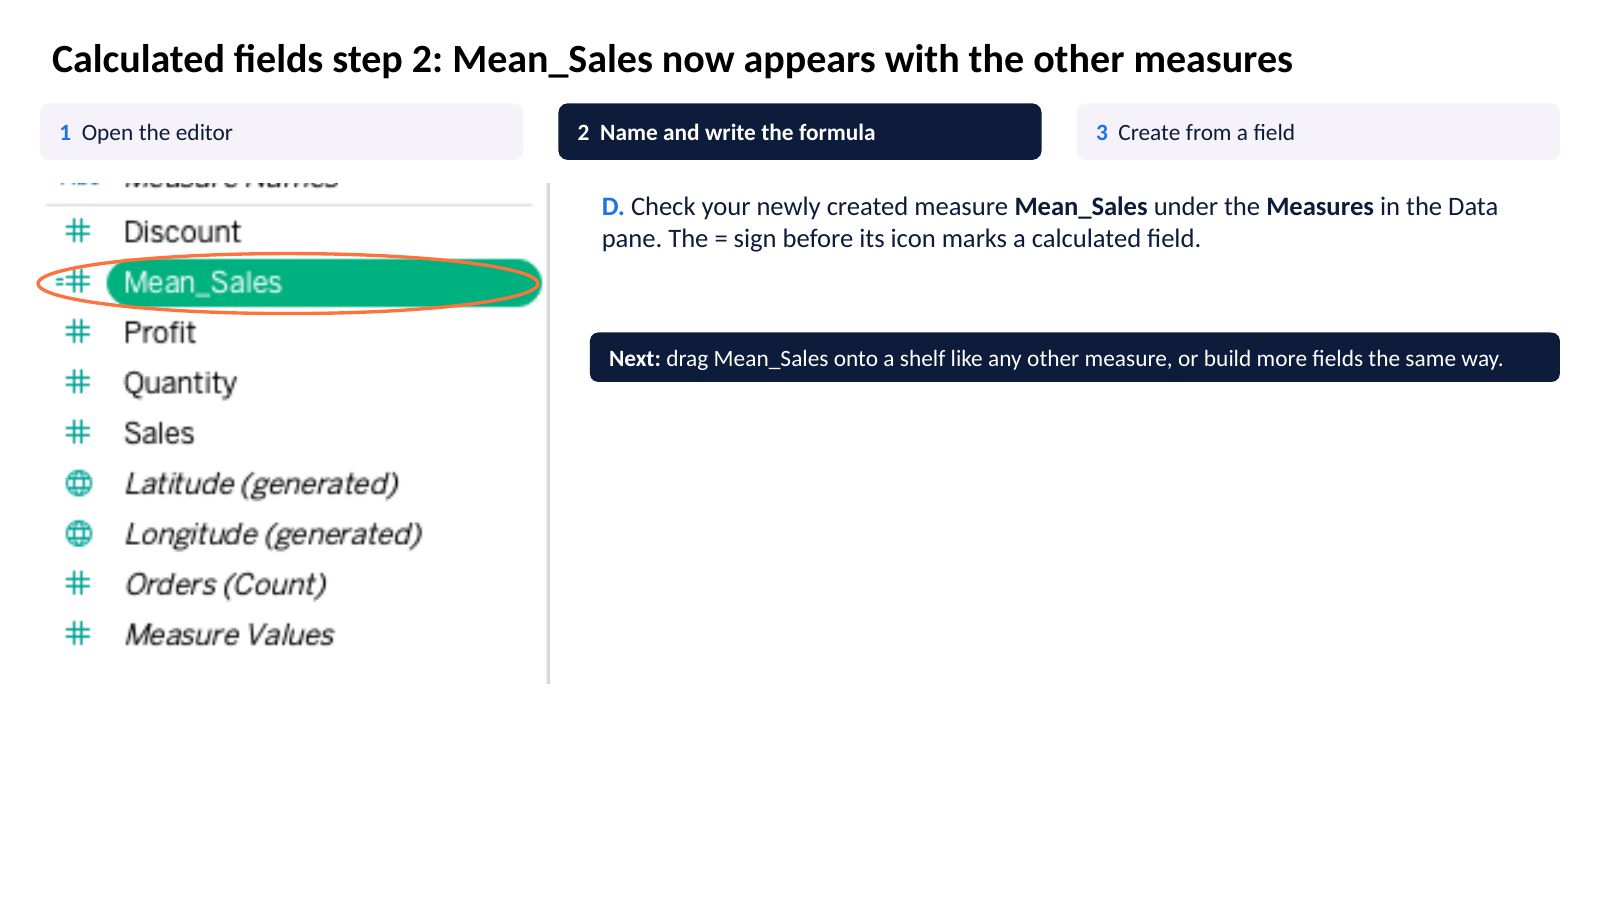 Calculated fields step 2: Mean_Sales now appears with the other measures
1 Open the editor
2 Name and write the formula
3 Create from a field
Measure Names
Discount
=# Mean_Sales
Profit
Quantity
Sales
Latitude (generated)
Longitude (generated)
Orders (Count)
Measure Values
D. Check your newly created measure Mean_Sales under the Measures in the Data
pane. The = sign before its icon marks a calculated field.
Next: drag Mean_Sales onto a shelf like any other measure, or build more fields the same way.